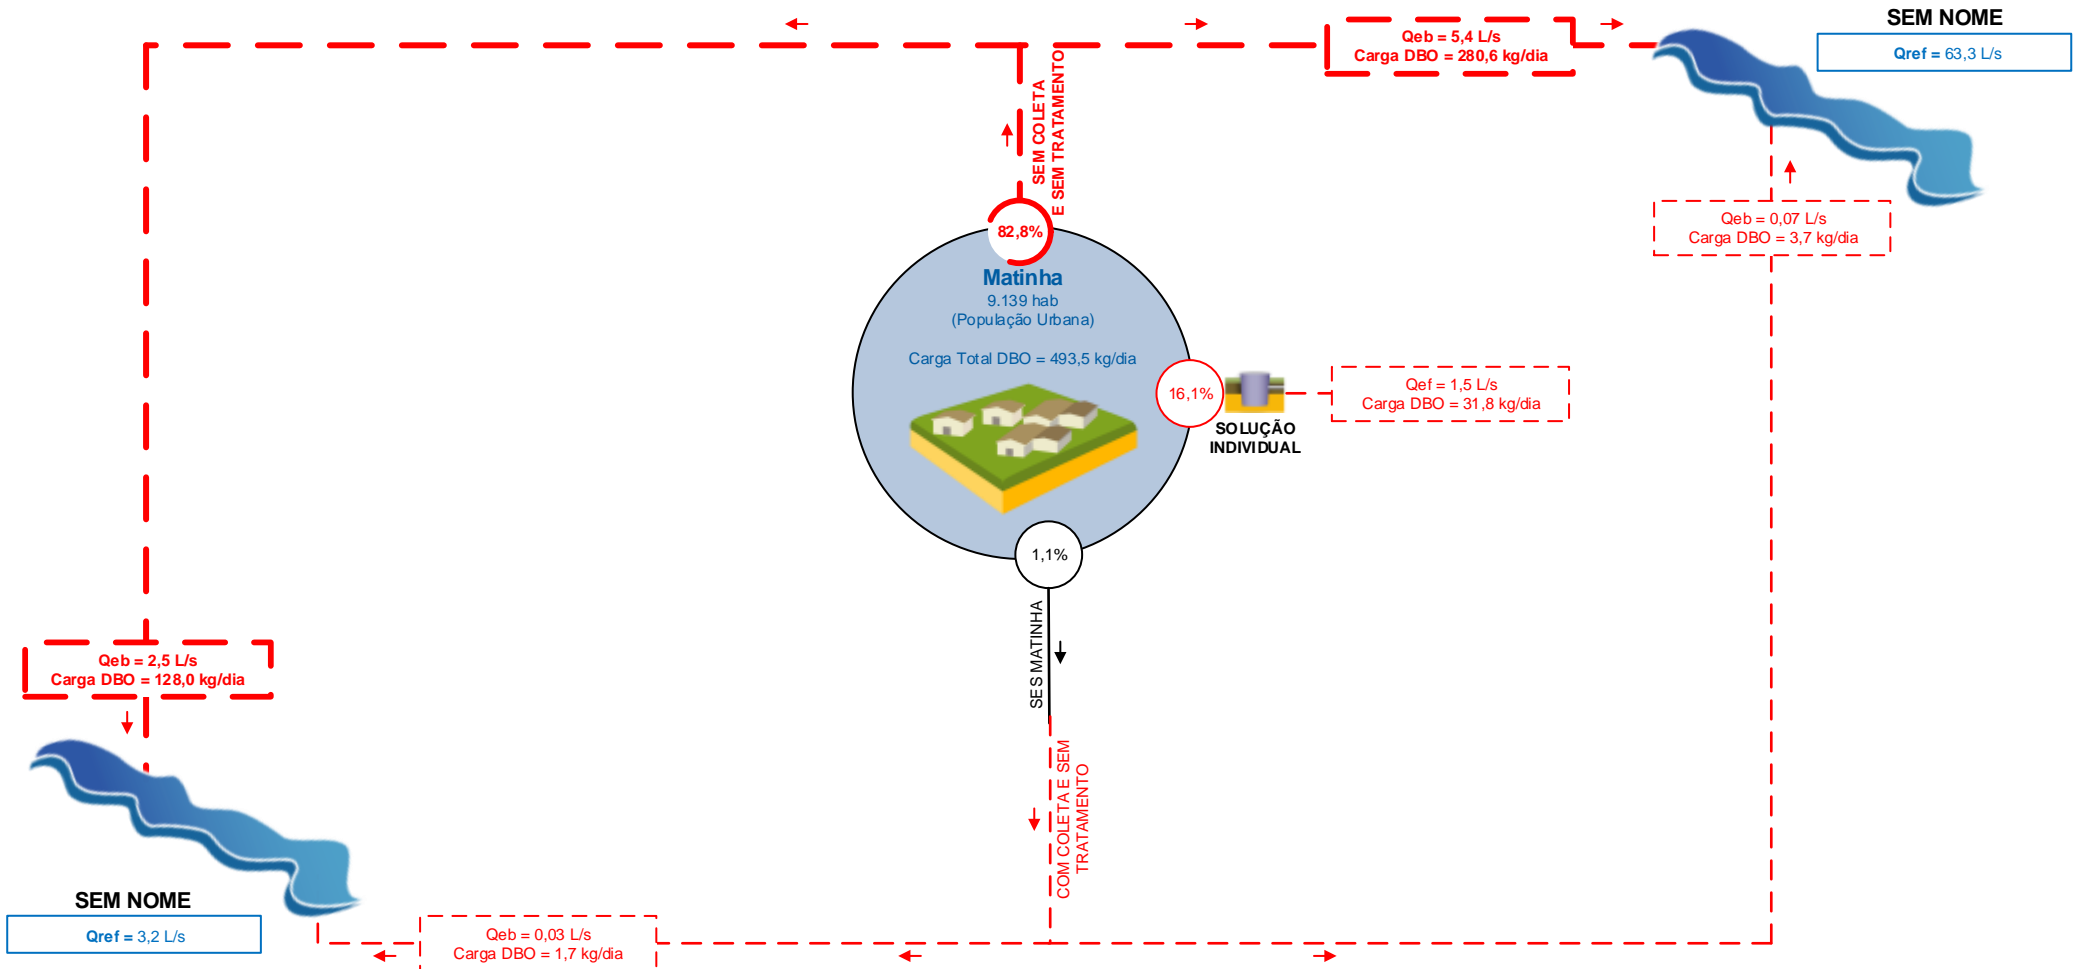 SEM NOME
Qref = 63,3 L/s
Qeb = 5,4 L/s
Carga DBO = 280,6 kg/dia
SEM COLETA
E SEM TRATAMENTO
Qeb = 0,07 L/s
Carga DBO = 3,7 kg/dia
82,8%
Matinha
9.139 hab
(População Urbana)
Carga Total DBO = 493,5 kg/dia
16,1%
SOLUÇÃO
INDIVIDUAL
Qef = 1,5 L/s
Carga DBO = 31,8 kg/dia
1,1%
SES MATINHA
Qeb = 2,5 L/s
Carga DBO = 128,0 kg/dia
COM COLETA E SEM
TRATAMENTO
SEM NOME
Qref = 3,2 L/s
Qeb = 0,03 L/s
Carga DBO = 1,7 kg/dia